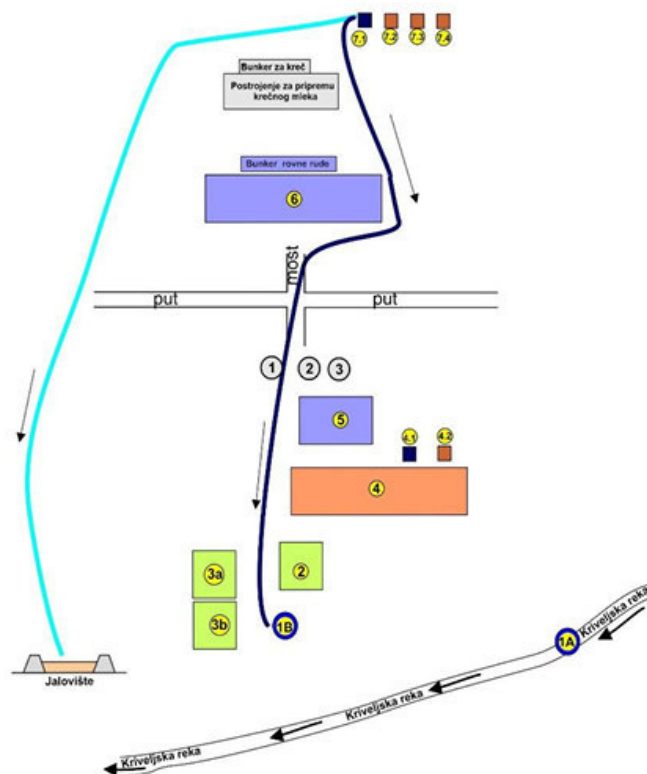 7.1 7.2 7.3 7.4
Bunker za kreč
Postrojenje za pripremu
krečnog mleka
Bunker rovne rude
6
most
put put
1 2 3
5
4.1 4.2
4
3a 2
3b
1B
1A
Kriveljska reka
Kriveljska reka
Kriveljska reka
Jalovište